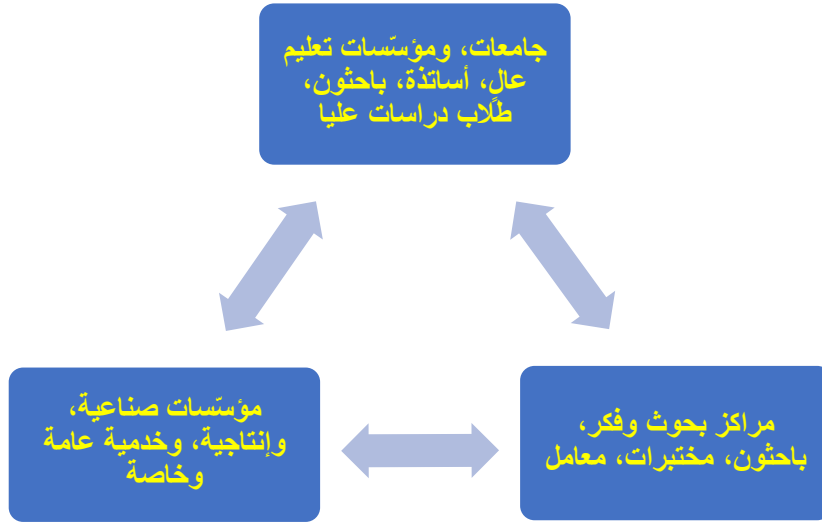 جامعات، ومؤسّسات تعليم
عالٍ، أساتذة، باحثون،
طلّاب دراسات عليا
مراكز بحوث وفكر،
باحثون، مختبرات، معامل
مؤسّسات صناعية،
وإنتاجية، وخدمية عامة
وخاصة